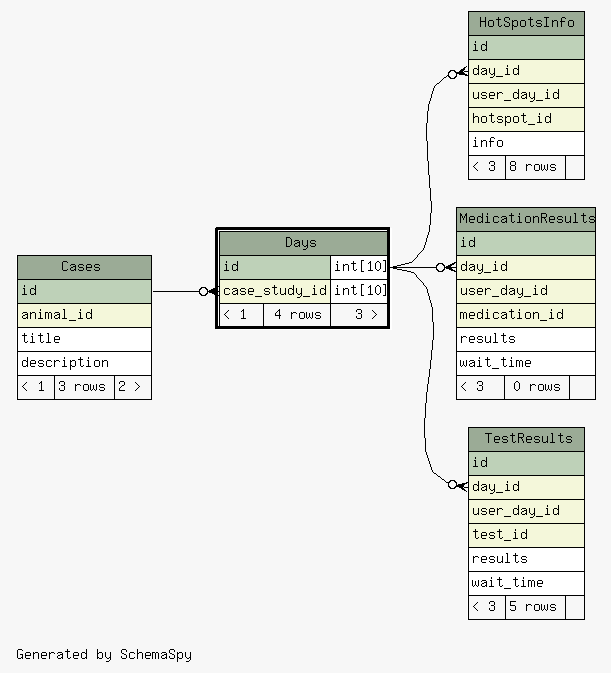 HotSpotsInfo
id
day_id
user_day_id
hotspot_id
info
< 3 8 rows
MedicationResults
id
day_id
user_day_id
medication_id
results
wait_time
< 3 0 rows
Days
id int[10]
case_study_id int[10]
< 1 4 rows 3 >
Cases
id
animal_id
title
description
< 1 3 rows 2 >
TestResults
id
day_id
user_day_id
test_id
results
wait_time
< 3 5 rows
Generated by SchemaSpy